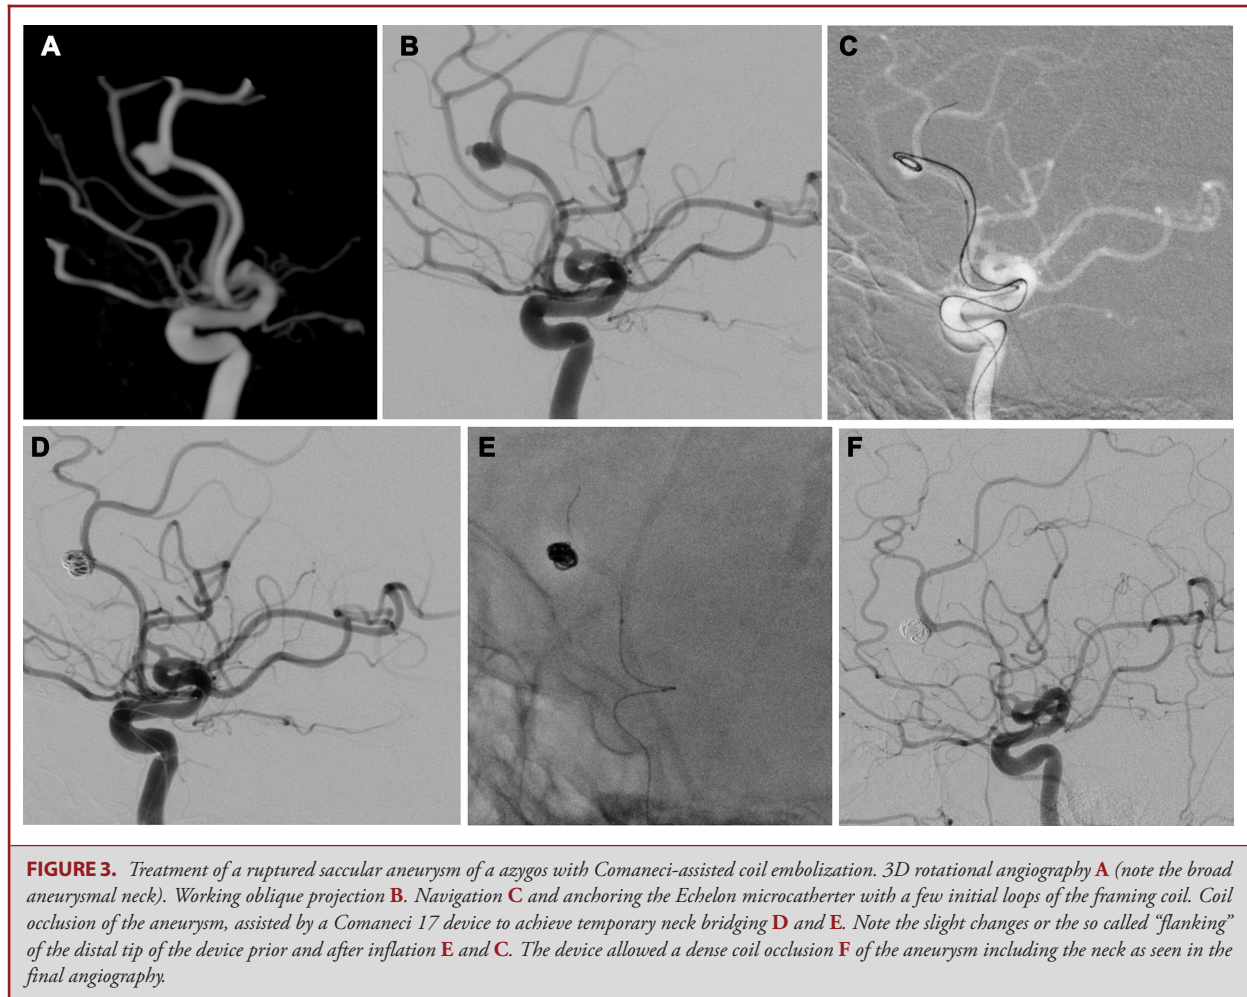 A
B
C
D
E
F
FIGURE 3. Treatment of a ruptured saccular aneurysm of a azygos with Comaneci-assisted coil embolization. 3D rotational angiography A (note the broad
aneurysmal neck). Working oblique projection B. Navigation C and anchoring the Echelon microcatherter with a few initial loops of the framing coil. Coil
occlusion of the aneurysm, assisted by a Comaneci 17 device to achieve temporary neck bridging D and E. Note the slight changes or the so called “flanking”
of the distal tip of the device prior and after inflation E and C. The device allowed a dense coil occlusion F of the aneurysm including the neck as seen in the
final angiography.